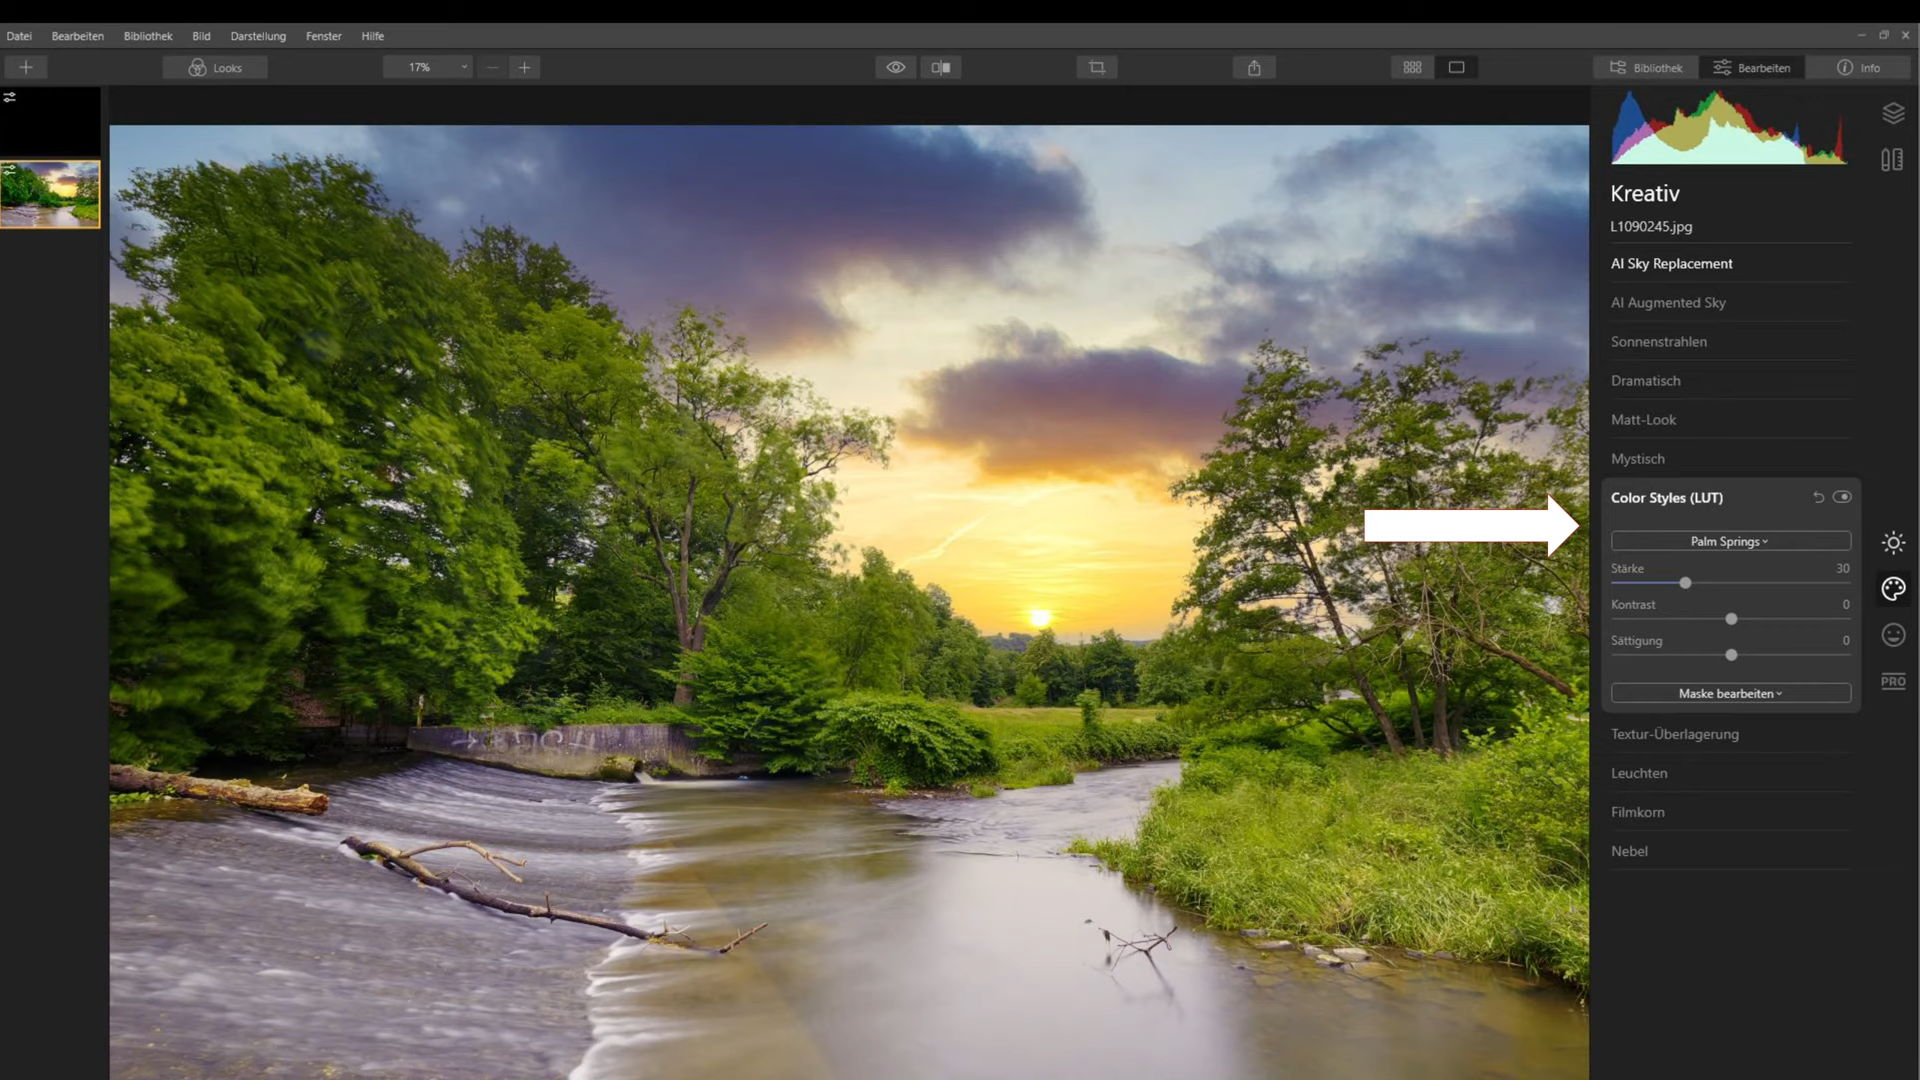 Datei Bearbeiten Bibliothek Bild Darstellung Fenster Hilfe
Looks 17% Bibliothek Bearbeiten Info
Kreativ
L1090245.jpg
AI Sky Replacement
AI Augmented Sky
Sonnenstrahlen
Dramatisch
Matt-Look
Mystisch
Color Styles (LUT)
Palm Springs
Stärke 30
Kontrast 0
Sättigung 0
Maske bearbeiten
PRO
Textur-Überlagerung
Leuchten
Filmkorn
Nebel